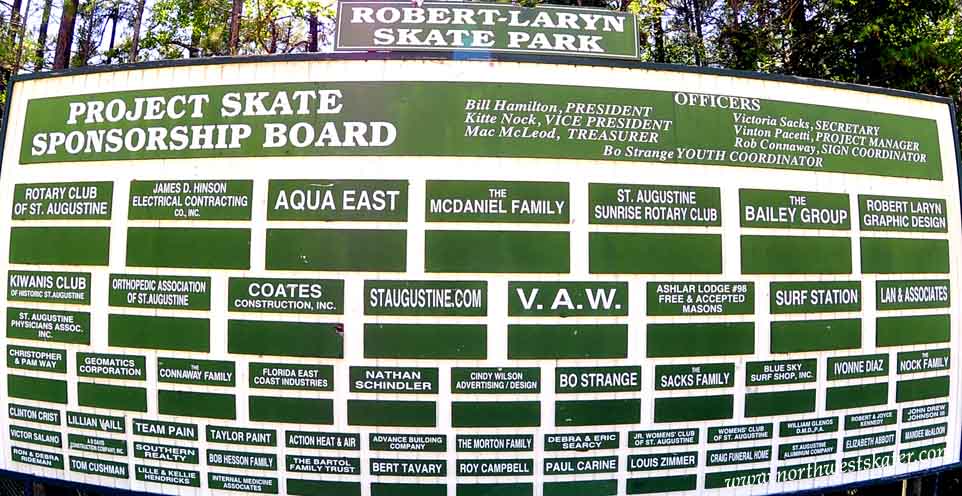 ROBERT-LARYN
SKATE PARK
PROJECT SKATE
SPONSORSHIP BOARD
OFFICERS
Bill Hamilton, PRESIDENT
Kitte Nock, VICE PRESIDENT
Mac McLeod, TREASURER
Victoria Sacks, SECRETARY
Vinton Pacetti, PROJECT MANAGER
Rob Connaway, SIGN COORDINATOR
Bo Strange YOUTH COORDINATOR
ROTARY CLUB
OF ST. AUGUSTINE
JAMES D. HINSON
ELECTRICAL CONTRACTING
CO., INC.
AQUA EAST
THE
MCDANIEL FAMILY
ST. AUGUSTINE
SUNRISE ROTARY CLUB
THE
BAILEY GROUP
ROBERT LARYN
GRAPHIC DESIGN
KIWANIS CLUB
OF HISTORIC ST. AUGUSTINE
ORTHOPEDIC ASSOCIATION
OF ST. AUGUSTINE
COATES
CONSTRUCTION, INC.
STAUGUSTINE.COM
V. A.W.
ASHLAR LODGE #98
FREE & ACCEPTED
MASONS
SURF STATION
LAN & ASSOCIATES
ST. AUGUSTINE
PHYSICIANS ASSOC.
INC.
CHRISTOPHER
& PAM WAY
GEOMATICS
CORPORATION
THE
CONNAWAY FAMILY
FLORIDA EAST
COAST INDUSTRIES
NATHAN
SCHINDLER
CINDY WILSON
ADVERTISING / DESIGN
BO STRANGE
THE
SACKS FAMILY
BLUE SKY
SURF SHOP, INC.
IVONNE DIAZ
THE
NOCK FAMILY
CLINTON CRIST
LILLIAN VAILL
TEAM PAIN
TAYLOR PAINT
ACTION HEAT & AIR
ADVANCE BUILDING
COMPANY
THE MORTON FAMILY
DEBRA & ERIC
SEARCY
JR. WOMENS' CLUB
OF ST. AUGUSTINE
WOMENS' CLUB
OF ST. AUGUSTINE
WILLIAM GLENOS
D.M.D., P.A.
ROBERT & JOYCE
KENNEDY
JOHN DREW
JOHNSON III
VICTOR SALANO
A B DAVIS
CONSTRUCTION COMPANY, INC.
SOUTHERN
REALTY
BOB HESSON FAMILY
THE BARTOL
FAMILY TRUST
BERT TAVARY
ROY CAMPBELL
PAUL CARINE
LOUIS ZIMMER
CRAIG FUNERAL HOME
ST. AUGUSTINE
ALUMINUM COMPANY
ELIZABETH ABBOTT
MANDEE McALOON
RON & DEBRA
RIDEMAN
TOM CUSHMAN
LILLE & KELLIE
HENDRICKS
INTERNAL MEDICINE
ASSOCIATES
www.northwestskater.com